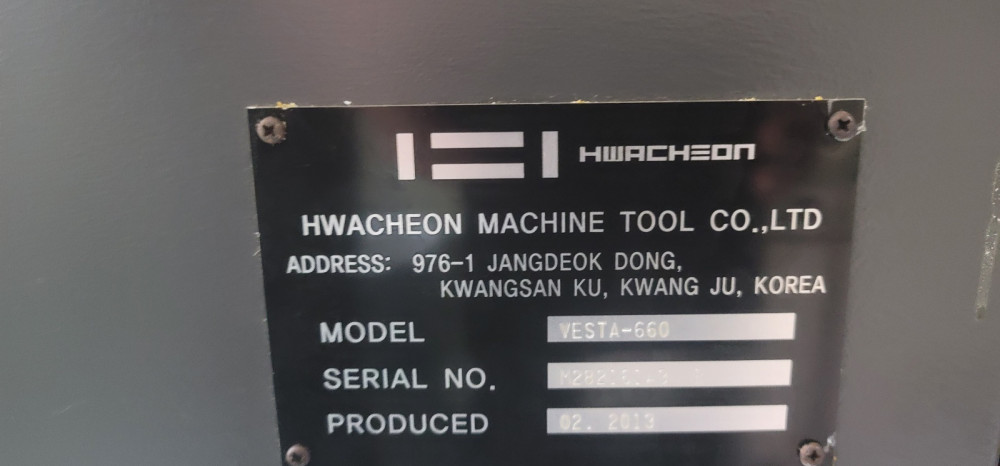 HWACHEON
HWACHEON MACHINE TOOL CO.,LTD
ADDRESS: 976-1 JANGDEOK DONG,
KWANGSAN KU, KWANG JU, KOREA
MODEL VESTA-660
SERIAL NO.
PRODUCED 02. 2013